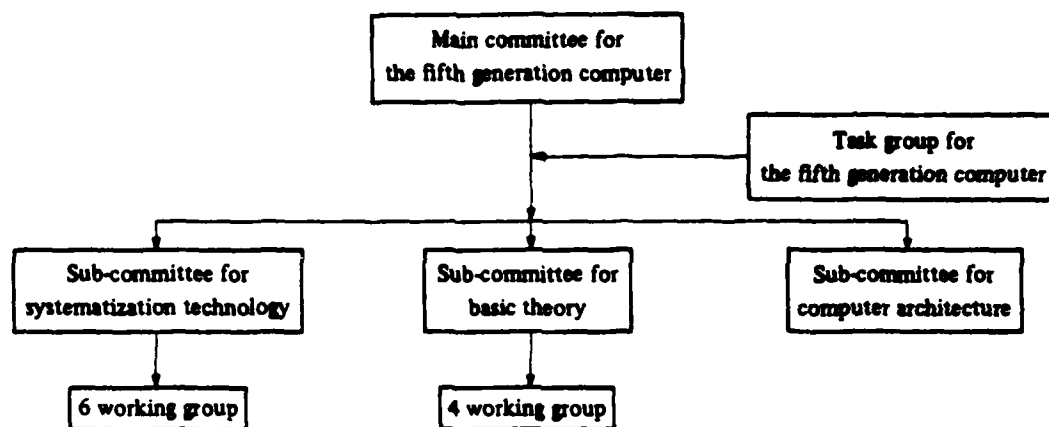 Main committee for
the fifth generation computer
Task group for
the fifth generation computer
Sub-committee for
systematization technology
Sub-committee for
basic theory
Sub-committee for
computer architecture
6 working group
4 working group